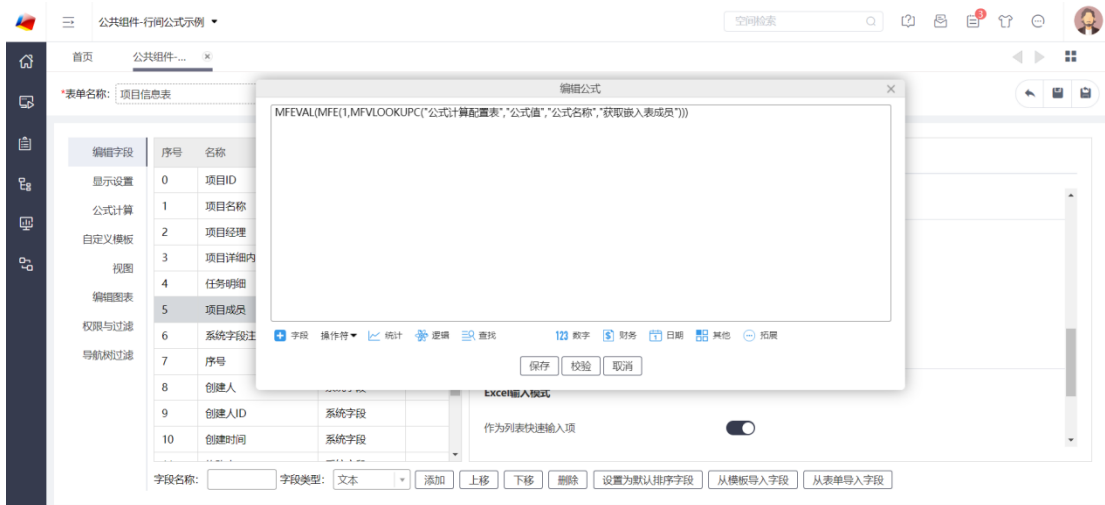 公共组件-行间公式示例
空间检索
3
首页
公共组件-...
*表单名称:
项目信息表
编辑公式
MFEVAL(MFE(1,MFVLOOKUPC("公式计算配置表","公式值","公式名称","获取嵌入表成员")))
编辑字段
显示设置
公式计算
自定义模板
视图
编辑图表
权限与过滤
导航树过滤
序号 名称
0 项目ID
1 项目名称
2 项目经理
3 项目详细内
4 任务明细
5 项目成员
6 系统字段注
7 序号
8 创建人
9 创建人ID 系统字段
10 创建时间 系统字段
字段 操作符 统计 逻辑 查找 123 数字 财务 日期 其他 拓展
保存 校验 取消
Excel输入模式
作为列表快速输入项
字段名称: 字段类型: 文本 添加 上移 下移 删除 设置为默认排序字段 从模板导入字段 从表单导入字段